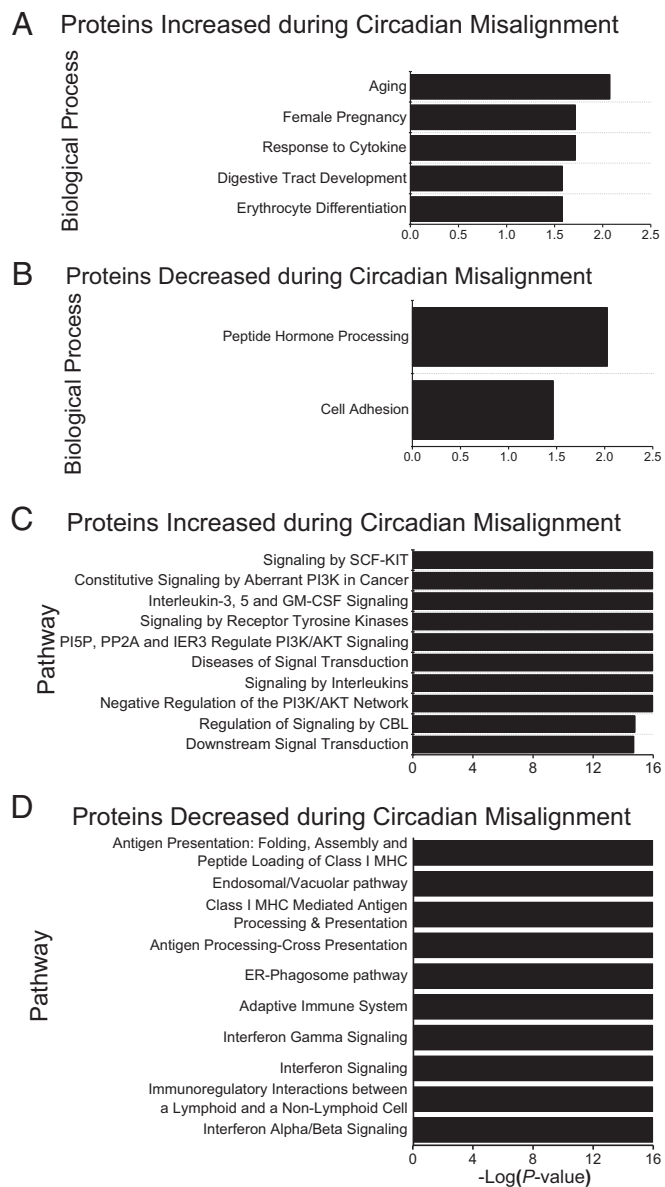 A Proteins Increased during Circadian Misalignment
Biological Process
Aging
Female Pregnancy
Response to Cytokine
Digestive Tract Development
Erythrocyte Differentiation
0.0 0.5 1.0 1.5 2.0 2.5
B Proteins Decreased during Circadian Misalignment
Biological Process
Peptide Hormone Processing
Cell Adhesion
0.0 0.5 1.0 1.5 2.0 2.5
C Proteins Increased during Circadian Misalignment
Pathway
Signaling by SCF-KIT
Constitutive Signaling by Aberrant PI3K in Cancer
Interleukin-3, 5 and GM-CSF Signaling
Signaling by Receptor Tyrosine Kinases
PI5P, PP2A and IER3 Regulate PI3K/AKT Signaling
Diseases of Signal Transduction
Signaling by Interleukins
Negative Regulation of the PI3K/AKT Network
Regulation of Signaling by CBL
Downstream Signal Transduction
0 4 8 12 16
D Proteins Decreased during Circadian Misalignment
Pathway
Antigen Presentation: Folding, Assembly and
Peptide Loading of Class I MHC
Endosomal/Vacuolar pathway
Class I MHC Mediated Antigen
Processing & Presentation
Antigen Processing-Cross Presentation
ER-Phagosome pathway
Adaptive Immune System
Interferon Gamma Signaling
Interferon Signaling
Immunoregulatory Interactions between
a Lymphoid and a Non-Lymphoid Cell
Interferon Alpha/Beta Signaling
0 4 8 12 16
-Log(P-value)